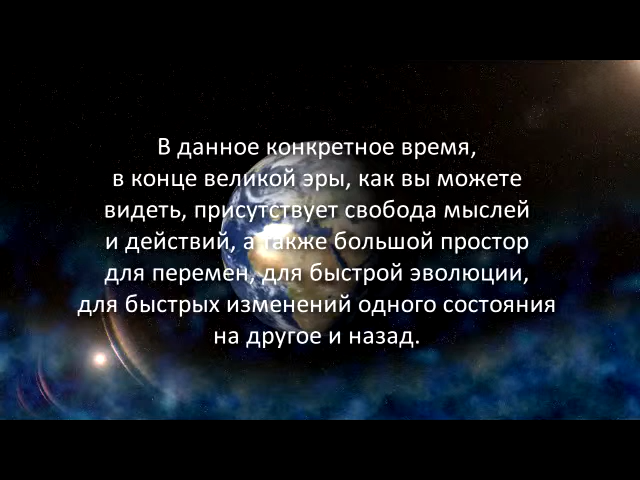 В данное конкретное время,
в конце великой эры, как вы можете
видеть, присутствует свобода мыслей
и действий, а также большой простор
для перемен, для быстрой эволюции,
для быстрых изменений одного состояния
на другое и назад.